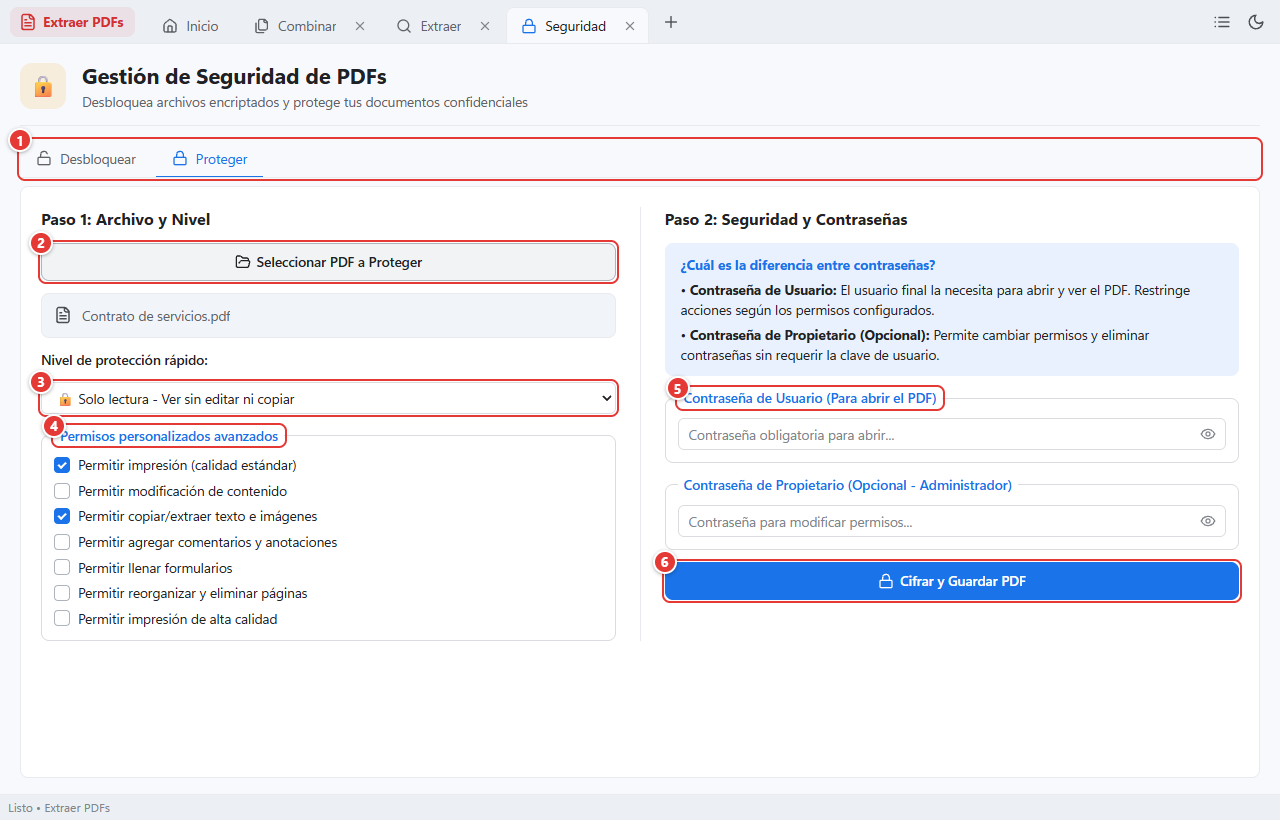 Extraer PDFs
Inicio
Combinar
Extraer
Seguridad
Gestión de Seguridad de PDFs
Desbloquea archivos encriptados y protege tus documentos confidenciales
1
Desbloquear
Proteger
Paso 1: Archivo y Nivel
2
Seleccionar PDF a Proteger
Contrato de servicios.pdf
Nivel de protección rápido:
3
Solo lectura - Ver sin editar ni copiar
4
Permisos personalizados avanzados
Permitir impresión (calidad estándar)
Permitir modificación de contenido
Permitir copiar/extraer texto e imágenes
Permitir agregar comentarios y anotaciones
Permitir llenar formularios
Permitir reorganizar y eliminar páginas
Permitir impresión de alta calidad
Paso 2: Seguridad y Contraseñas
¿Cuál es la diferencia entre contraseñas?
• Contraseña de Usuario: El usuario final la necesita para abrir y ver el PDF. Restringe
acciones según los permisos configurados.
• Contraseña de Propietario (Opcional): Permite cambiar permisos y eliminar
contraseñas sin requerir la clave de usuario.
5
Contraseña de Usuario (Para abrir el PDF)
Contraseña obligatoria para abrir...
Contraseña de Propietario (Opcional - Administrador)
Contraseña para modificar permisos...
6
Cifrar y Guardar PDF
Listo • Extraer PDFs